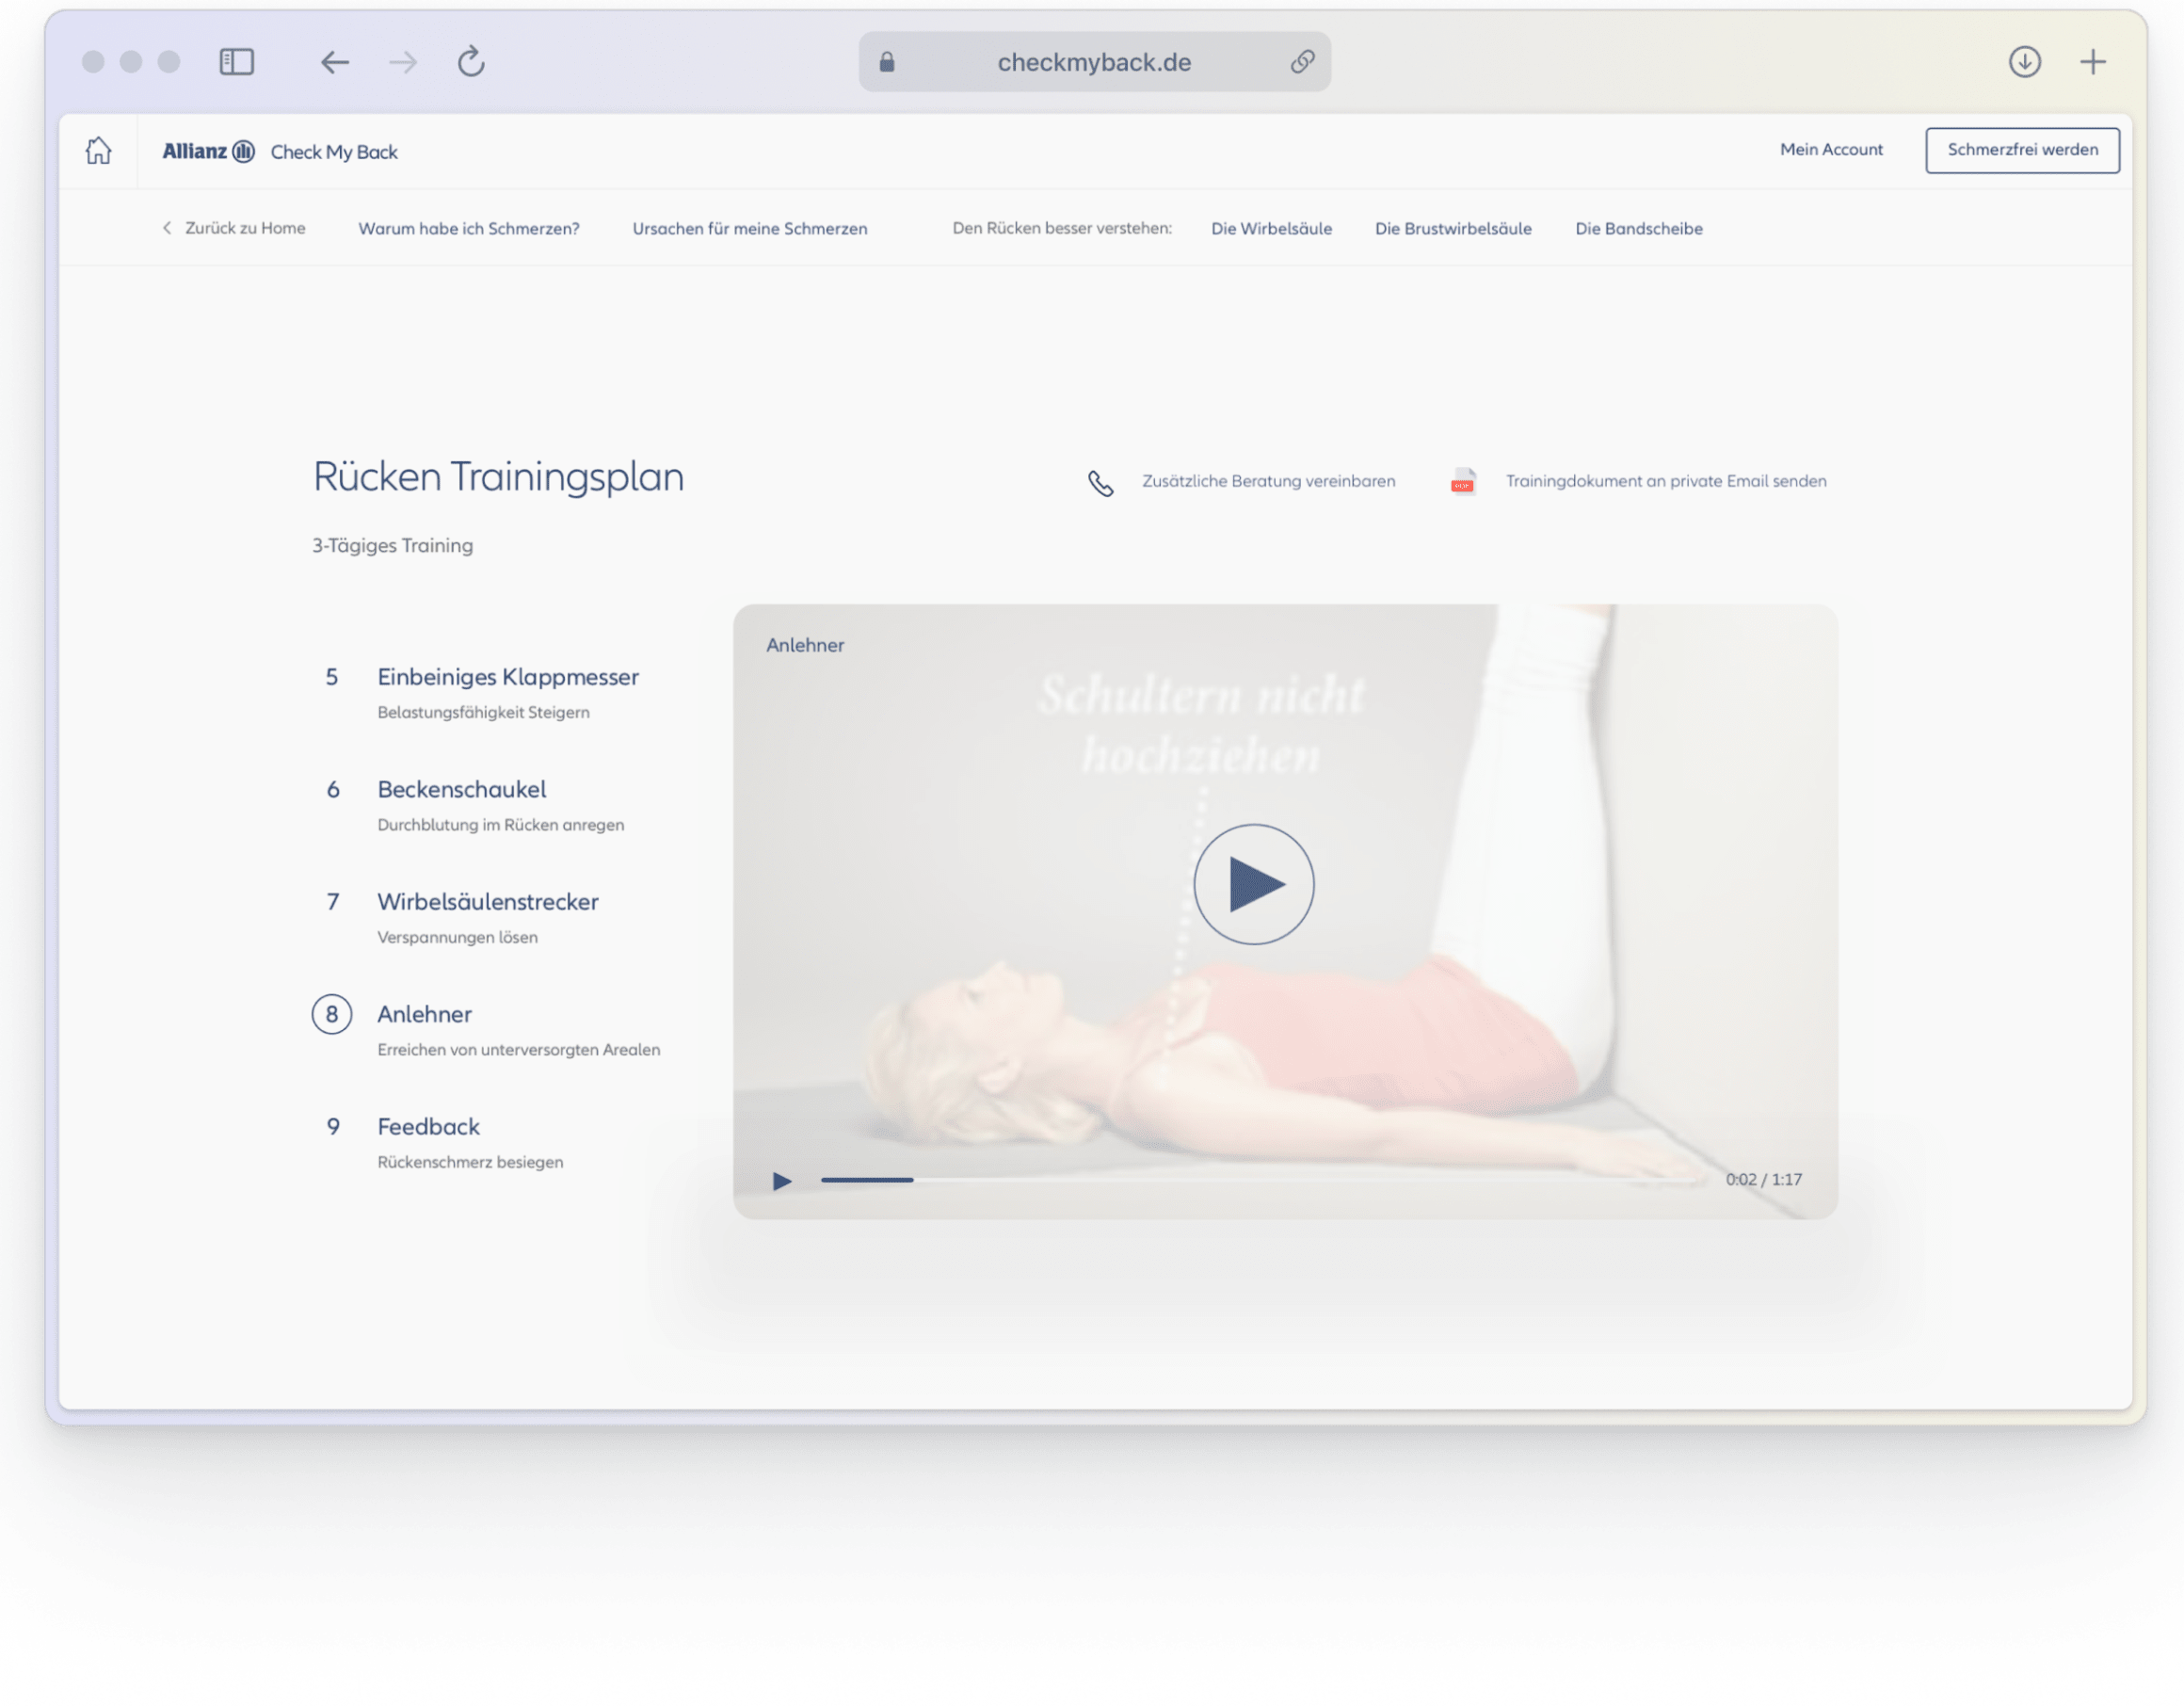 checkmyback.de
Allianz Check My Back
Mein Account
Schmerzfrei werden
Zurück zu Home
Warum habe ich Schmerzen?
Ursachen für meine Schmerzen
Den Rücken besser verstehen:
Die Wirbelsäule
Die Brustwirbelsäule
Die Bandscheibe
Rücken Trainingsplan
Zusätzliche Beratung vereinbaren
PDF
Trainingdokument an private Email senden
3-Tägiges Training
5 Einbeiniges Klappmesser
Belastungsfähigkeit Steigern
6 Beckenschaukel
Durchblutung im Rücken anregen
7 Wirbelsäulenstrecker
Verspannungen lösen
8 Anlehner
Erreichen von unterversorgten Arealen
9 Feedback
Rückenschmerz besiegen
Anlehner
Schultern nicht
hochziehen
0:02 / 1:17